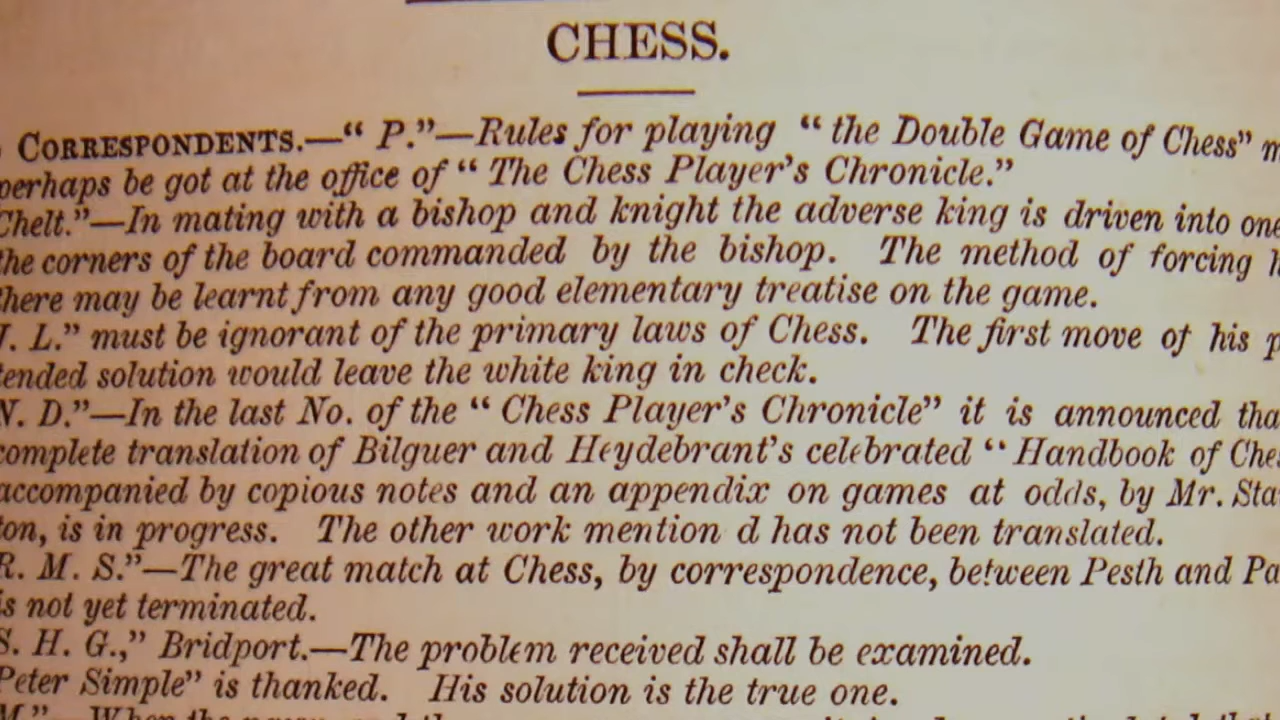 CHESS.
CORRESPONDENTS.—“ P.”—Rules for playing “ the Double Game of Chess”
perhaps be got at the office of “ The Chess Player’s Chronicle.”
Chelt.”—In mating with a bishop and knight the adverse king is driven into one
the corners of the board commanded by the bishop. The method of forcing
there may be learnt from any good elementary treatise on the game.
J. L.” must be ignorant of the primary laws of Chess. The first move of his p
tended solution would leave the white king in check.
W. D.”—In the last No. of the “ Chess Player’s Chronicle” it is announced tha
complete translation of Bilguer and Heydebrant’s celebrated “ Handbook of Che
accompanied by copious notes and an appendix on games at odds, by Mr. Sta
ton, is in progress. The other work mention d has not been translated.
R. M. S.”—The great match at Chess, by correspondence, between Pesth and Pa
is not yet terminated.
S. H. G.,” Bridport.—The problem received shall be examined.
Peter Simple” is thanked. His solution is the true one.
M.”—When the